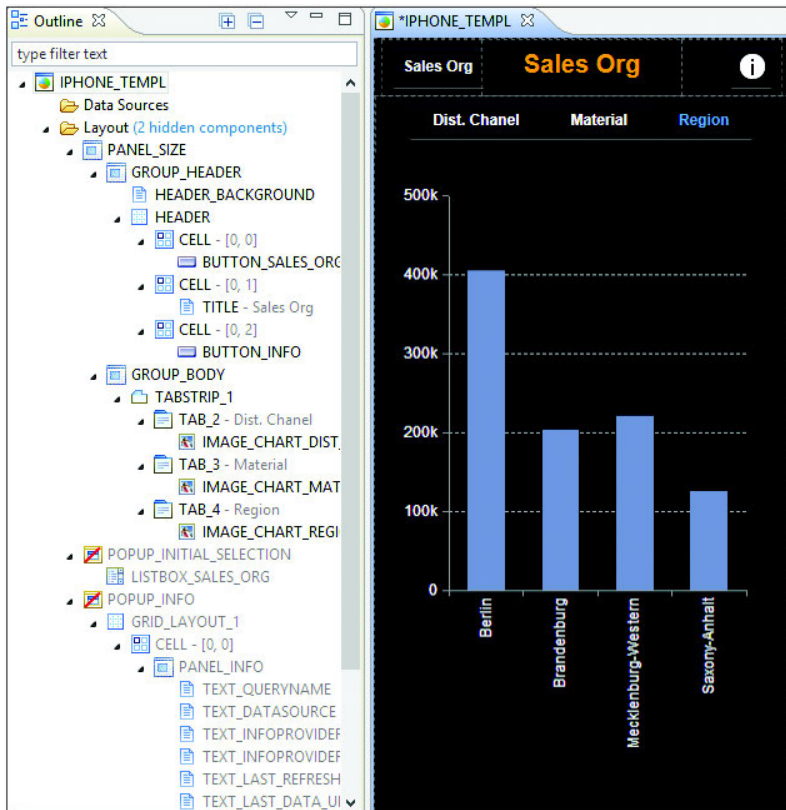 Outline
type filter text
IPHONE_TEMPL
Data Sources
Layout (2 hidden components)
PANEL_SIZE
GROUP_HEADER
HEADER_BACKGROUND
HEADER
CELL - [0, 0]
BUTTON_SALES_ORG
CELL - [0, 1]
TITLE - Sales Org
CELL - [0, 2]
BUTTON_INFO
GROUP_BODY
TABSTRIP_1
TAB_2 - Dist. Chanel
IMAGE_CHART_DIST_
TAB_3 - Material
IMAGE_CHART_MAT
TAB_4 - Region
IMAGE_CHART_REGI
POPUP_INITIAL_SELECTION
LISTBOX_SALES_ORG
POPUP_INFO
GRID_LAYOUT_1
CELL - [0, 0]
PANEL_INFO
TEXT_QUERYNAME
TEXT_DATASOURCE
TEXT_INFOPROVIDER
TEXT_INFOPROVIDER
TEXT_LAST_REFRESH
TEXT_LAST_DATA_U
*IPHONE_TEMPL
Sales Org
Sales Org
i
Dist. Chanel Material Region
500k
400k
300k
200k
100k
0
Berlin
Brandenburg
Mecklenburg-Western
Saxony-Anhalt